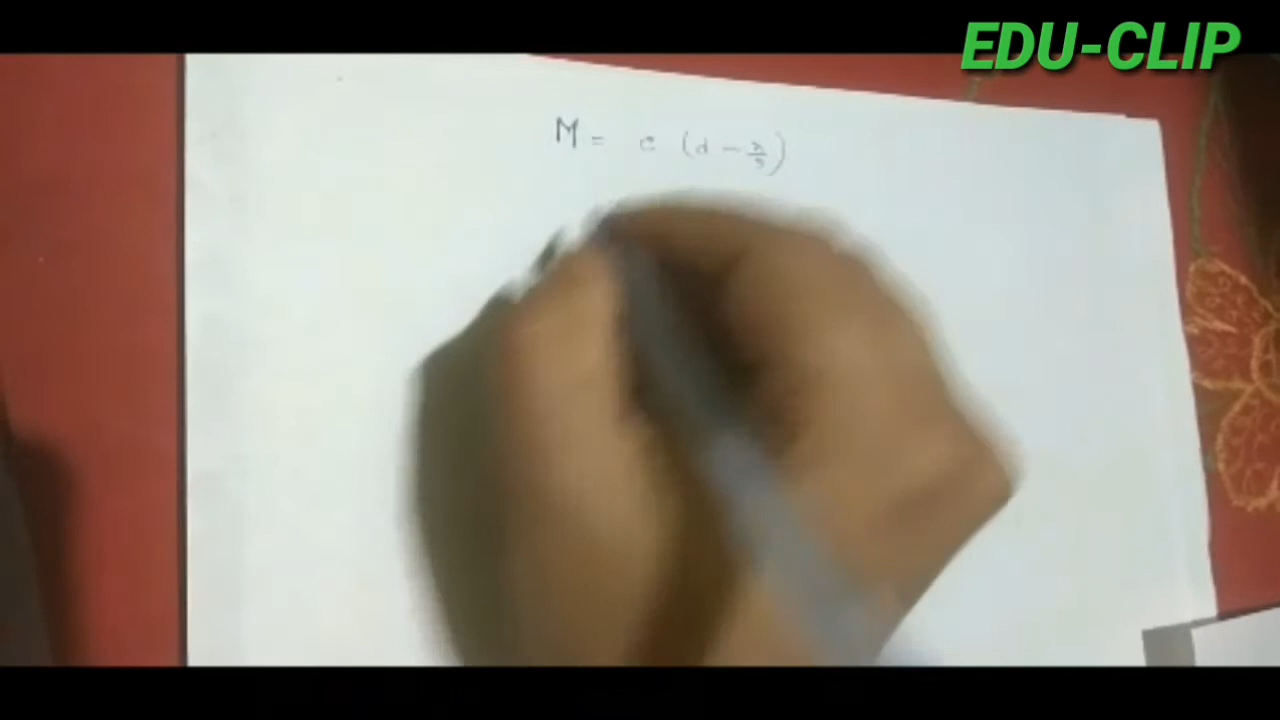 EDU-CLIP
M = c (d - x/3)